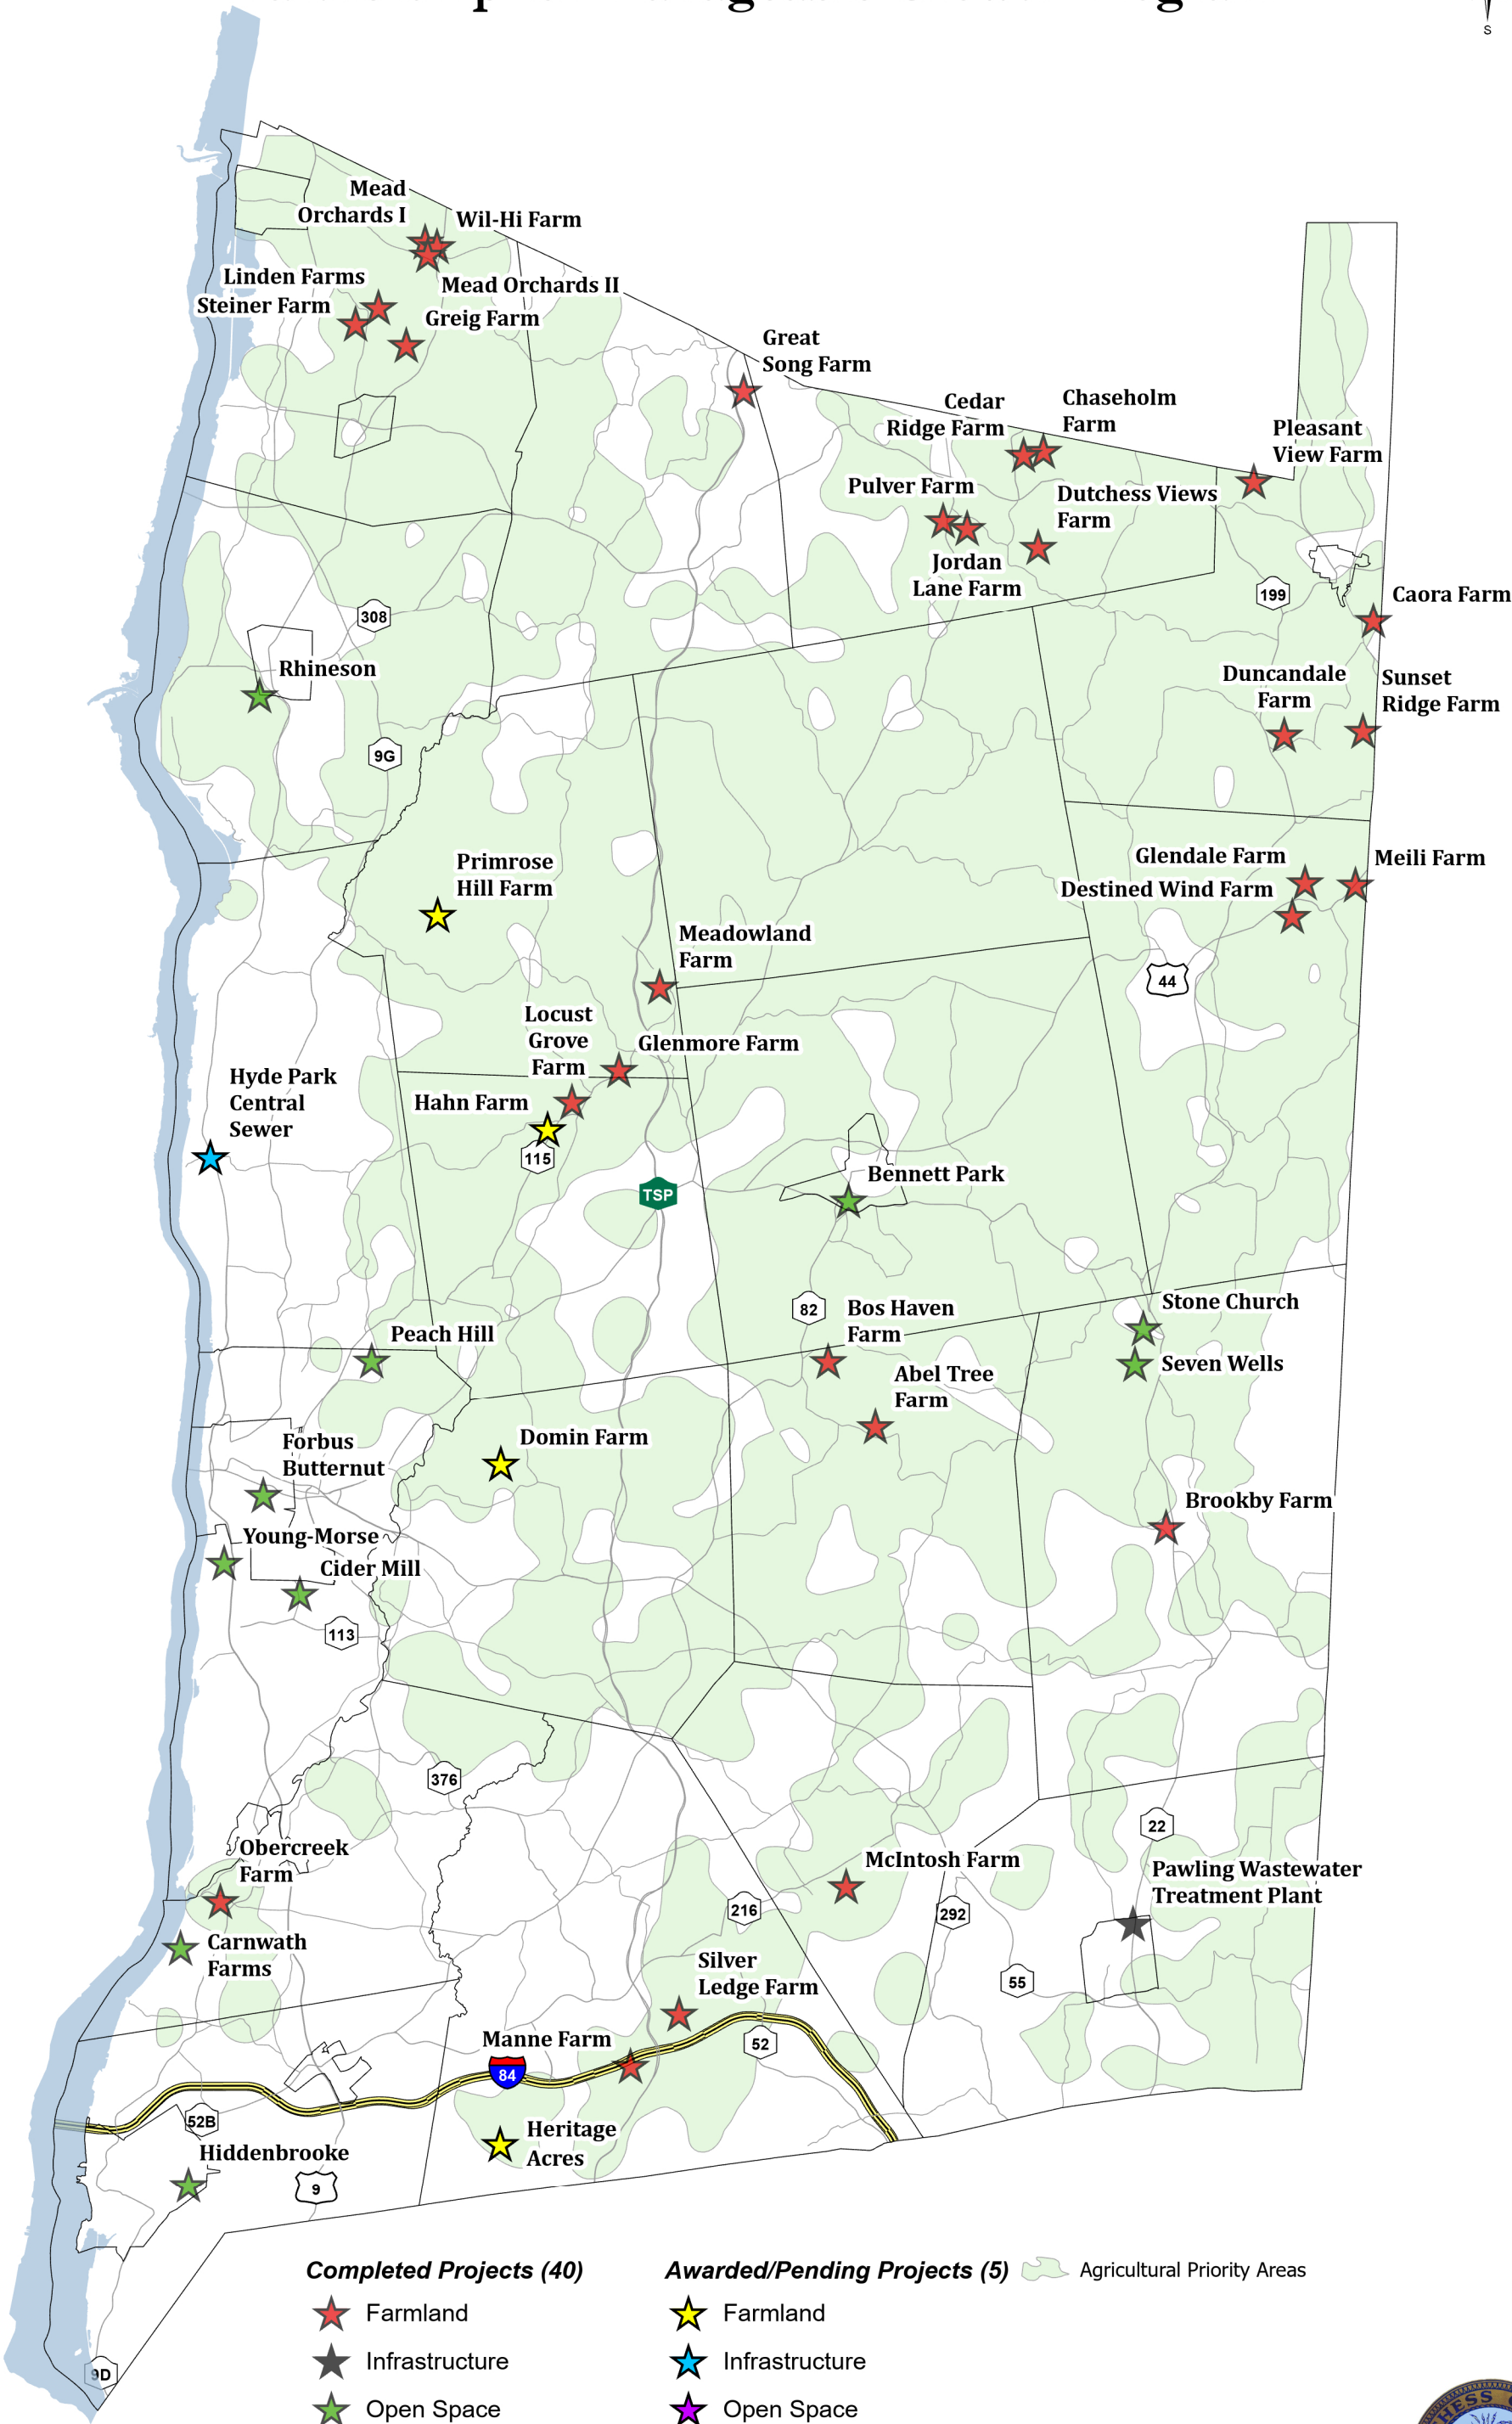 S
Mead
Orchards I
Wil-Hi Farm
Linden Farms
Mead Orchards II
Steiner Farm
Greig Farm
Great
Song Farm
Cedar
Ridge Farm
Chaseholm
Farm
Pleasant
View Farm
Pulver Farm
Dutchess Views
Farm
Jordan
Lane Farm
199
Caora Farm
308
Rhineson
Duncandale
Farm
Sunset
Ridge Farm
9G
Primrose
Hill Farm
Glendale Farm
Meili Farm
Destined Wind Farm
Meadowland
Farm
44
Locust
Grove
Farm
Glenmore Farm
Hyde Park
Central
Sewer
Hahn Farm
115
TSP
Bennett Park
82
Bos Haven
Farm
Stone Church
Peach Hill
Seven Wells
Abel Tree
Farm
Domin Farm
Forbus
Butternut
Brookby Farm
Young-Morse
Cider Mill
113
376
22
Obercreek
Farm
McIntosh Farm
Pawling Wastewater
Treatment Plant
216
292
Carnwath
Farms
Silver
Ledge Farm
55
Manne Farm
52
84
52B
Heritage
Acres
Hiddenbrooke
9
Completed Projects (40)
Awarded/Pending Projects (5)
Agricultural Priority Areas
Farmland
Farmland
Infrastructure
Infrastructure
9D
Open Space
Open Space